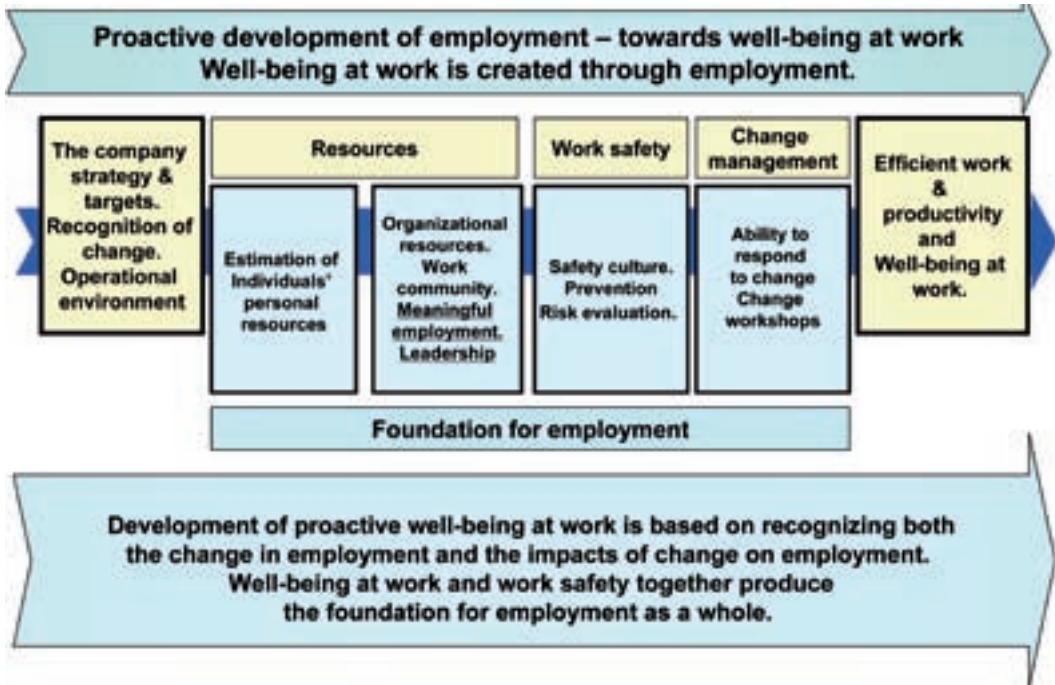 Proactive development of employment – towards well-being at work
Well-being at work is created through employment.
The company
strategy &
targets.
Recognition of
change.
Operational
environment
Resources
Estimation of
Individuals'
personal
resources
Organizational
resources.
Work
community.
Meaningful
employment.
Leadership
Work safety
Safety culture.
Prevention
Risk evaluation.
Change
management
Ability to
respond
to change
Change
workshops
Efficient work
&
productivity
and
Well-being at
work.
Foundation for employment
Development of proactive well-being at work is based on recognizing both
the change in employment and the impacts of change on employment.
Well-being at work and work safety together produce
the foundation for employment as a whole.